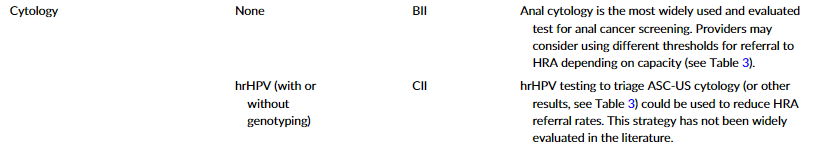 Cytology None BII Anal cytology is the most widely used and evaluated
test for anal cancer screening. Providers may
consider using different thresholds for referral to
HRA depending on capacity (see Table 3).
hrHPV (with or CII hrHPV testing to triage ASC-US cytology (or other
without results, see Table 3) could be used to reduce HRA
genotyping) referral rates. This strategy has not been widely
evaluated in the literature.